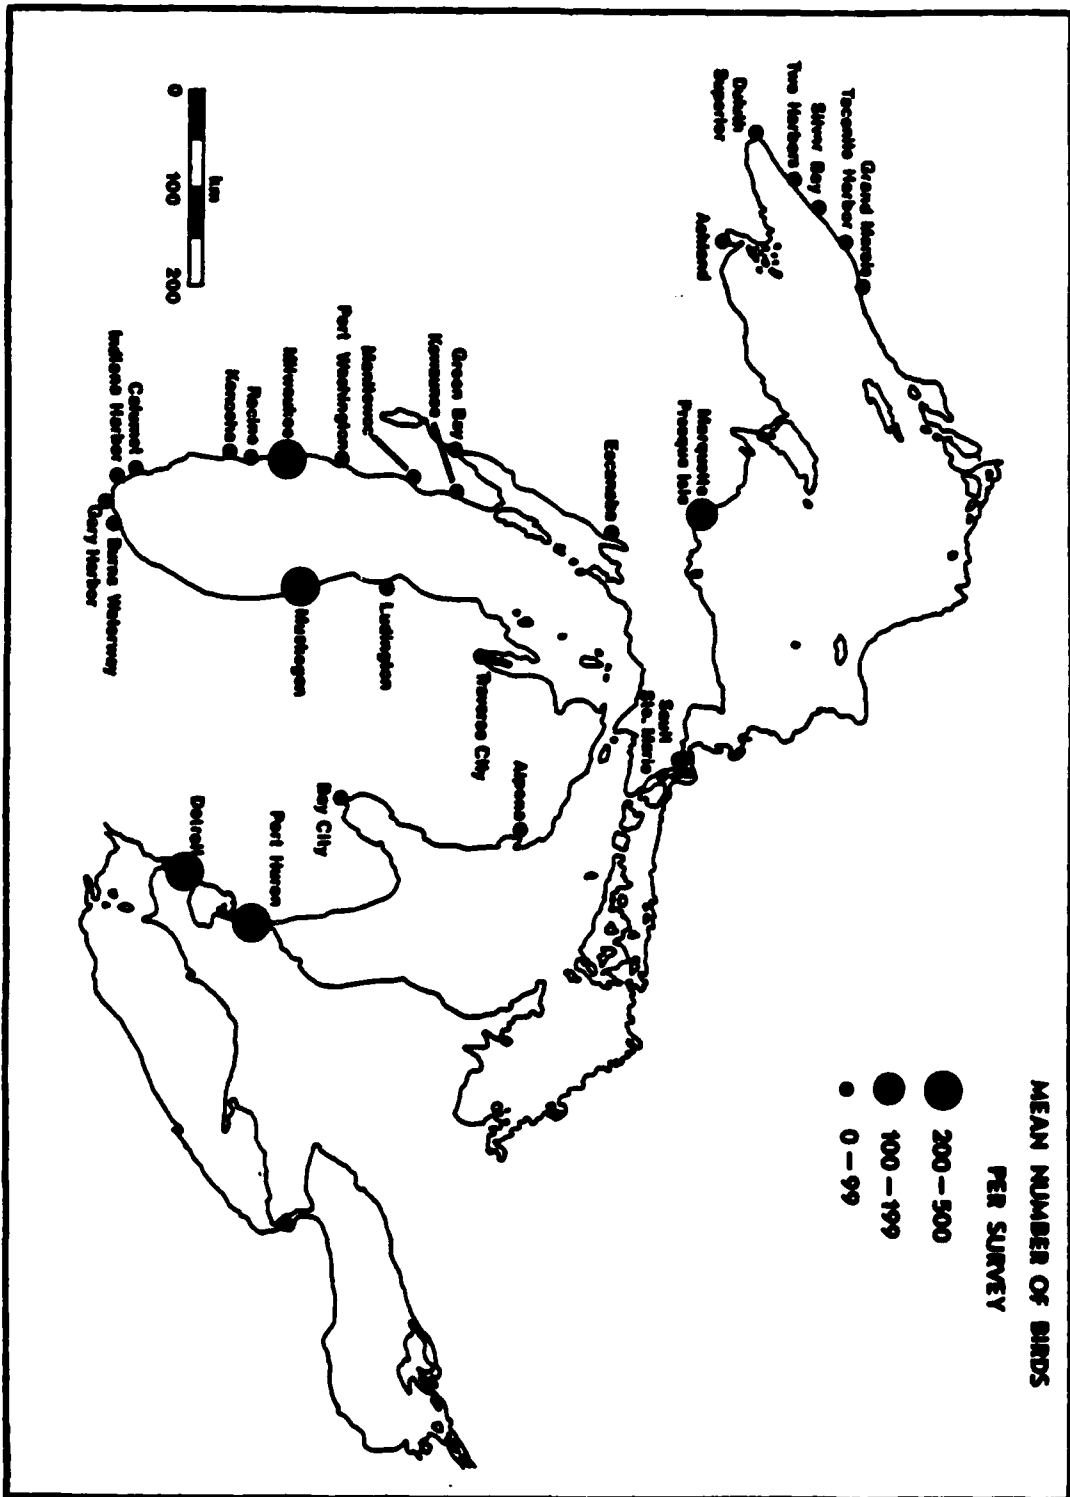 MEAN NUMBER OF BIRDS
PER SURVEY
200 – 500
100 – 199
0 – 99
Grand Marais
Taconite Harbor
Silver Bay
Two Harbors
Duluth
Superior
Ashland
Marquette
Presque Isle
Sault
Ste. Marie
Escanaba
Green Bay
Kewaunee
Manitowoc
Port Washington
Milwaukee
Racine
Kenosha
Calumet
Indiana Harbor
Gary Harbor
Burns Waterway
Muskegon
Ludington
Traverse City
Alpena
Bay City
Port Huron
Detroit
km
0 100 200